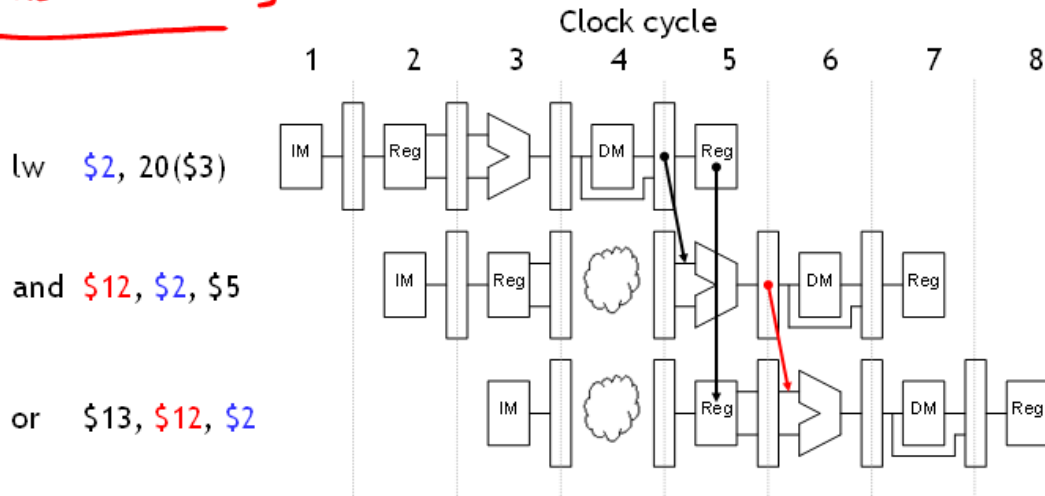 Clock cycle
1 2 3 4 5 6 7 8
lw $2, 20($3)
IM Reg DM Reg
and $12, $2, $5
IM Reg DM Reg
or $13, $12, $2
IM Reg DM Reg